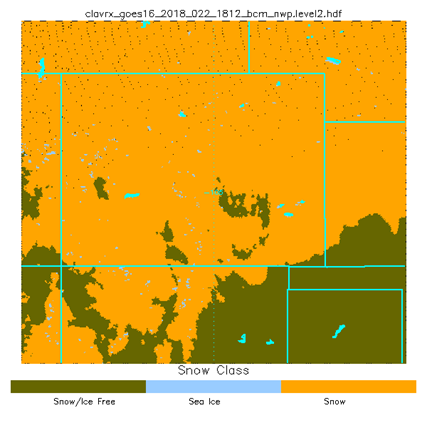 clavrx_goes16_2018_022_1812_bcm_nwp.level2.hdf
Snow Class
Snow/Ice Free Sea Ice Snow